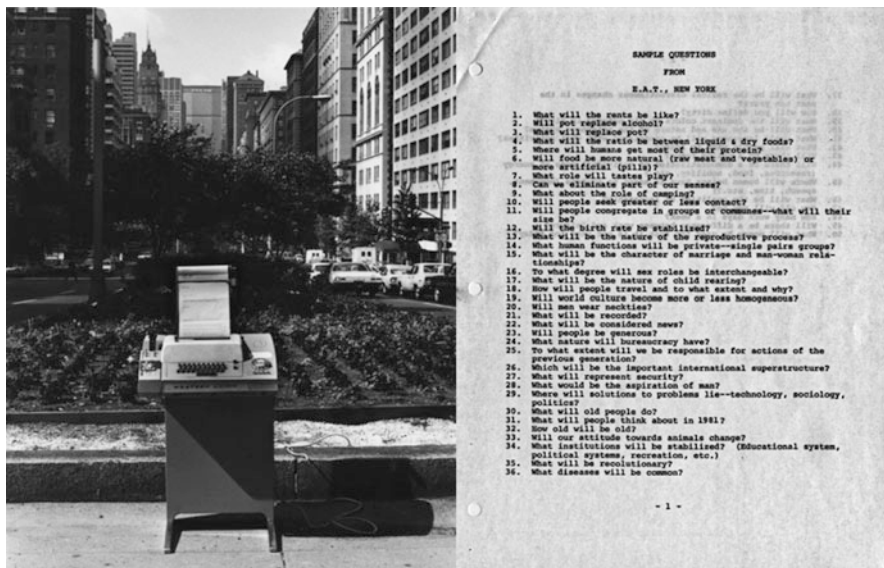 SAMPLE QUESTIONS
FROM
E.A.T., NEW YORK
1. What will the rents be like?
2. Will pot replace alcohol?
3. What will replace pot?
4. What will the ratio be between liquid & dry foods?
5. Where will humans get most of their protein?
6. Will food be more natural (raw meat and vegetables) or
more artificial (pills)?
7. What role will tastes play?
8. Can we eliminate part of our senses?
9. What about the role of camping?
10. Will people seek greater or less contact?
11. Will people congregate in groups or communes--what will their
size be?
12. Will the birth rate be stabilized?
13. What will be the nature of the reproductive process?
14. What human functions will be private--single pairs groups?
15. What will be the character of marriage and man-woman rela-
tionships?
16. To what degree will sex roles be interchangeable?
17. What will be the nature of child rearing?
18. How will people travel and to what extent and why?
19. Will world culture become more or less homogeneous?
20. Will men wear neckties?
21. What will be recorded?
22. What will be considered news?
23. Will people be generous?
24. What nature will bureaucracy have?
25. To what extent will we be responsible for actions of the
previous generation?
26. Which will be the important international superstructure?
27. What will represent security?
28. What would be the aspiration of man?
29. Where will solutions to problems lie--technology, sociology,
politics?
30. What will old people do?
31. What will people think about in 1981?
32. How old will be old?
33. Will our attitude towards animals change?
34. What institutions will be stabilized? (Educational system,
political systems, recreation, etc.)
35. What will be revolutionary?
36. What diseases will be common?
- 1 -